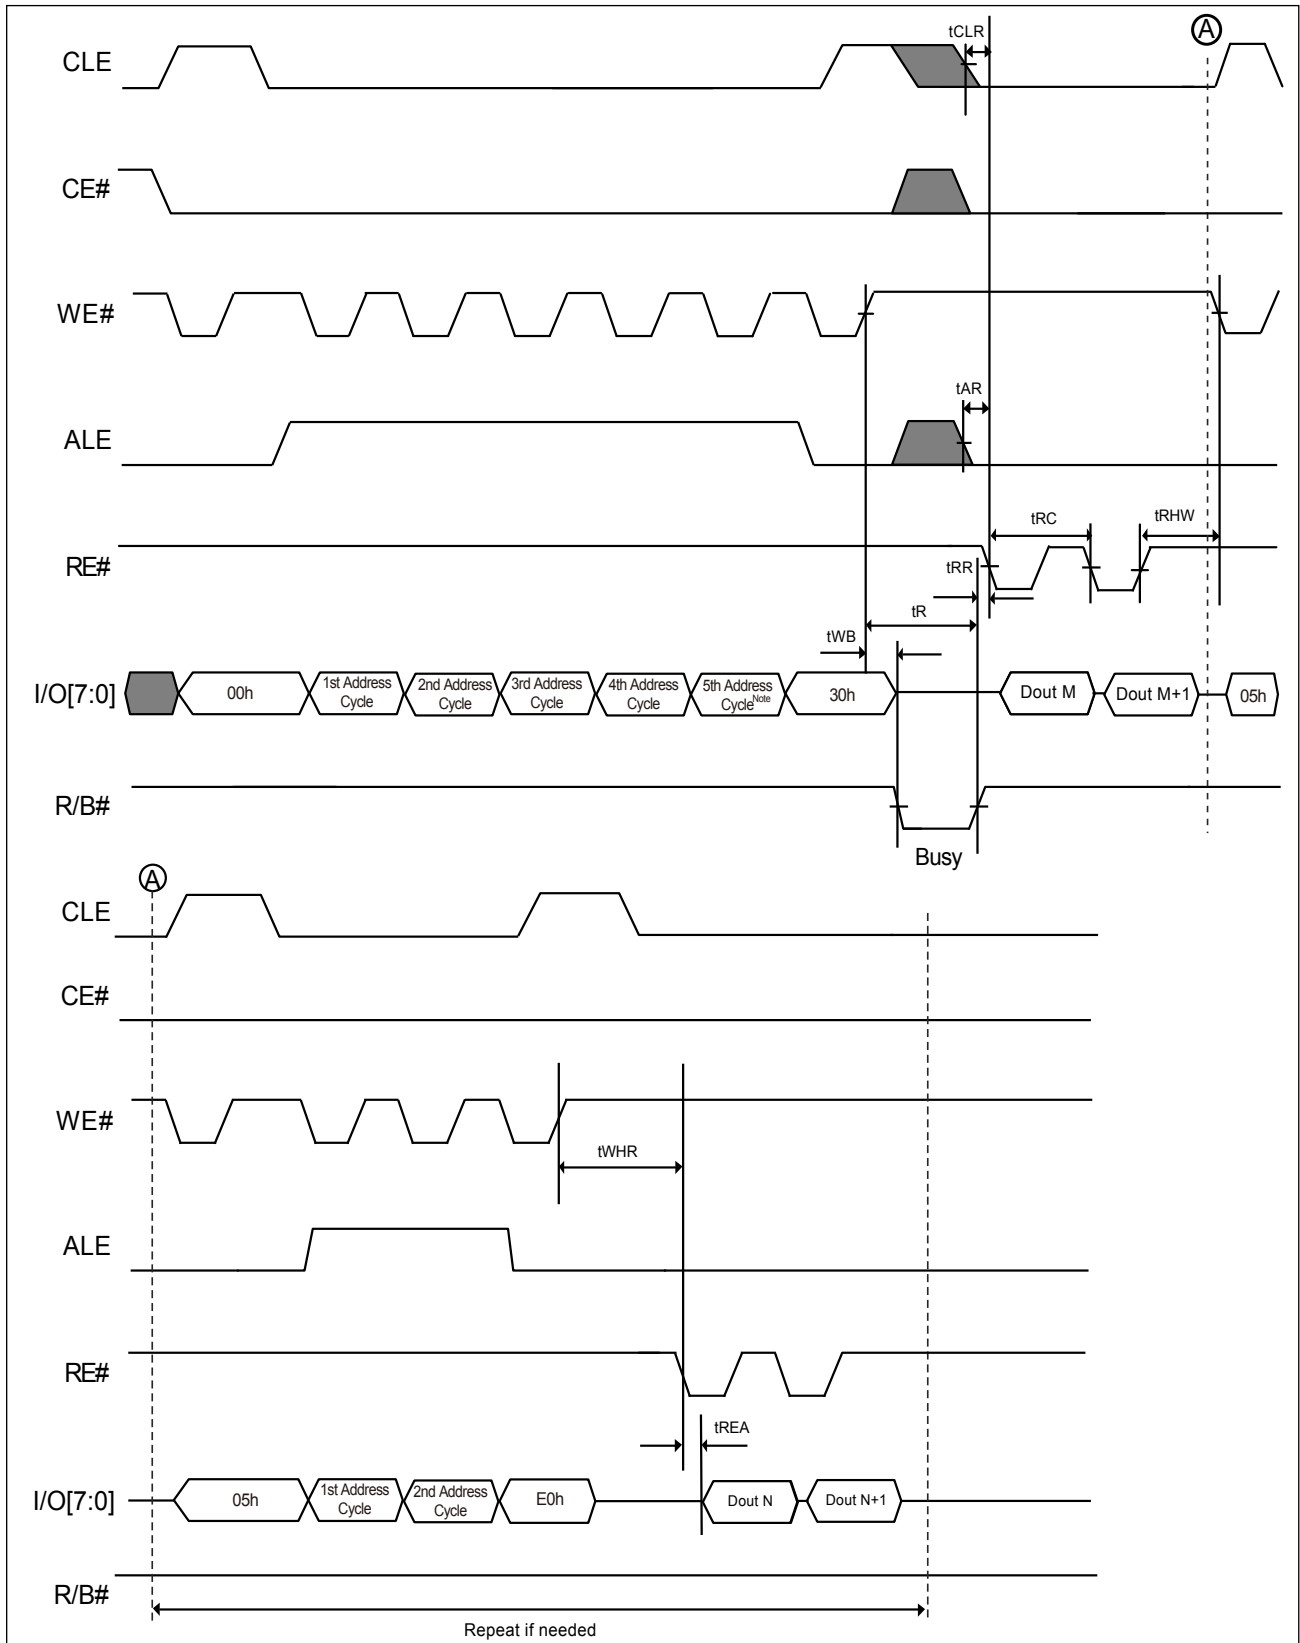 tCLR
A
CLE
CE#
WE#
tAR
ALE
tRC
tRHW
RE#
tRR
tR
tWB
I/O[7:0]
00h
1st Address
Cycle
2nd Address
Cycle
3rd Address
Cycle
4th Address
Cycle
5th Address
Cycle Note
30h
Dout M
Dout M+1
05h
R/B#
Busy
A
CLE
CE#
WE#
tWHR
ALE
RE#
tREA
I/O[7:0]
05h
1st Address
Cycle
2nd Address
Cycle
E0h
Dout N
Dout N+1
R/B#
Repeat if needed